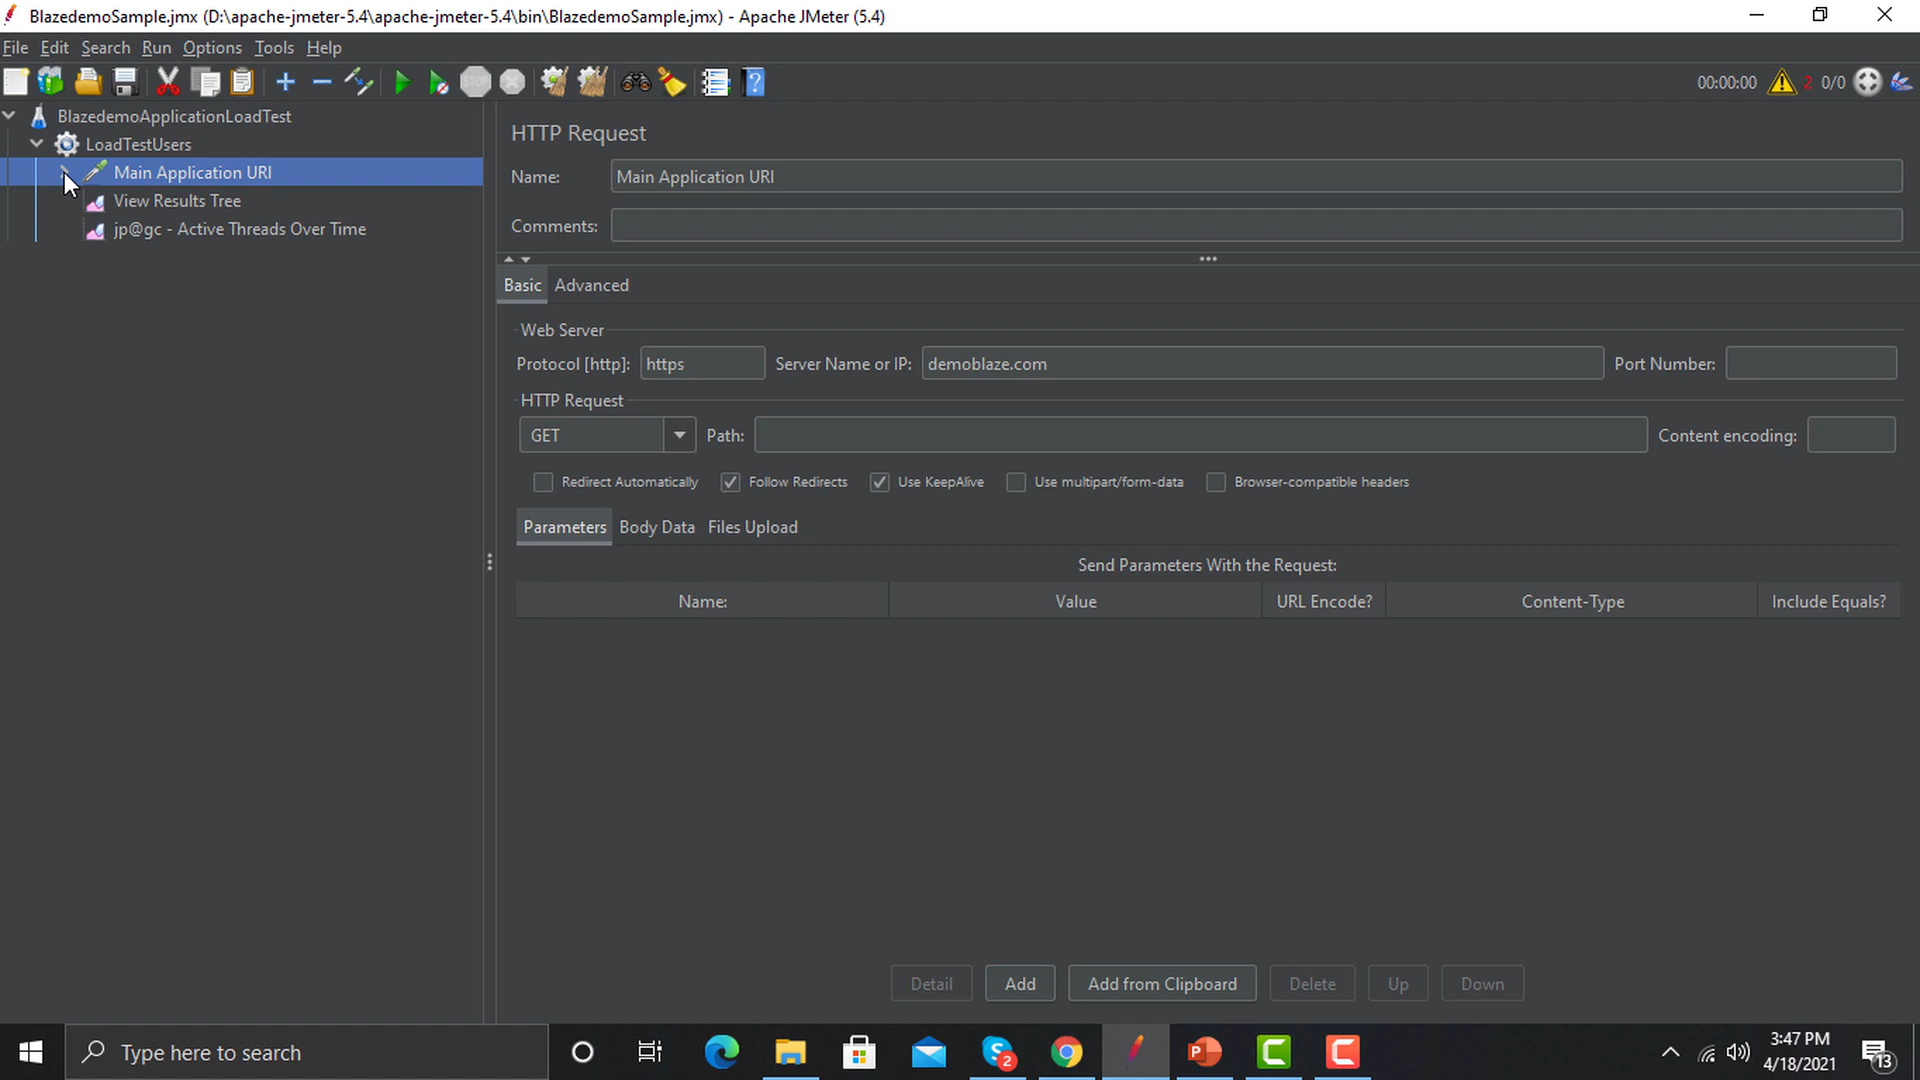 BlazedemoSample.jmx (D:\apache-jmeter-5.4\apache-jmeter-5.4\bin\BlazedemoSample.jmx) - Apache JMeter (5.4)
File Edit Search Run Options Tools Help
STOP ? 00:00:00 2 0/0
BlazedemoApplicationLoadTest
LoadTestUsers
Main Application URI
View Results Tree
jp@gc - Active Threads Over Time
HTTP Request
Name: Main Application URI
Comments:
Basic Advanced
Web Server
Protocol [http]: https Server Name or IP: demoblaze.com Port Number:
HTTP Request
GET Path: Content encoding:
Redirect Automatically Follow Redirects Use KeepAlive Use multipart/form-data Browser-compatible headers
Parameters Body Data Files Upload
Send Parameters With the Request:
Name: Value URL Encode? Content-Type Include Equals?
Detail Add Add from Clipboard Delete Up Down
Type here to search
2
P
C
C
3:47 PM
4/18/2021
13